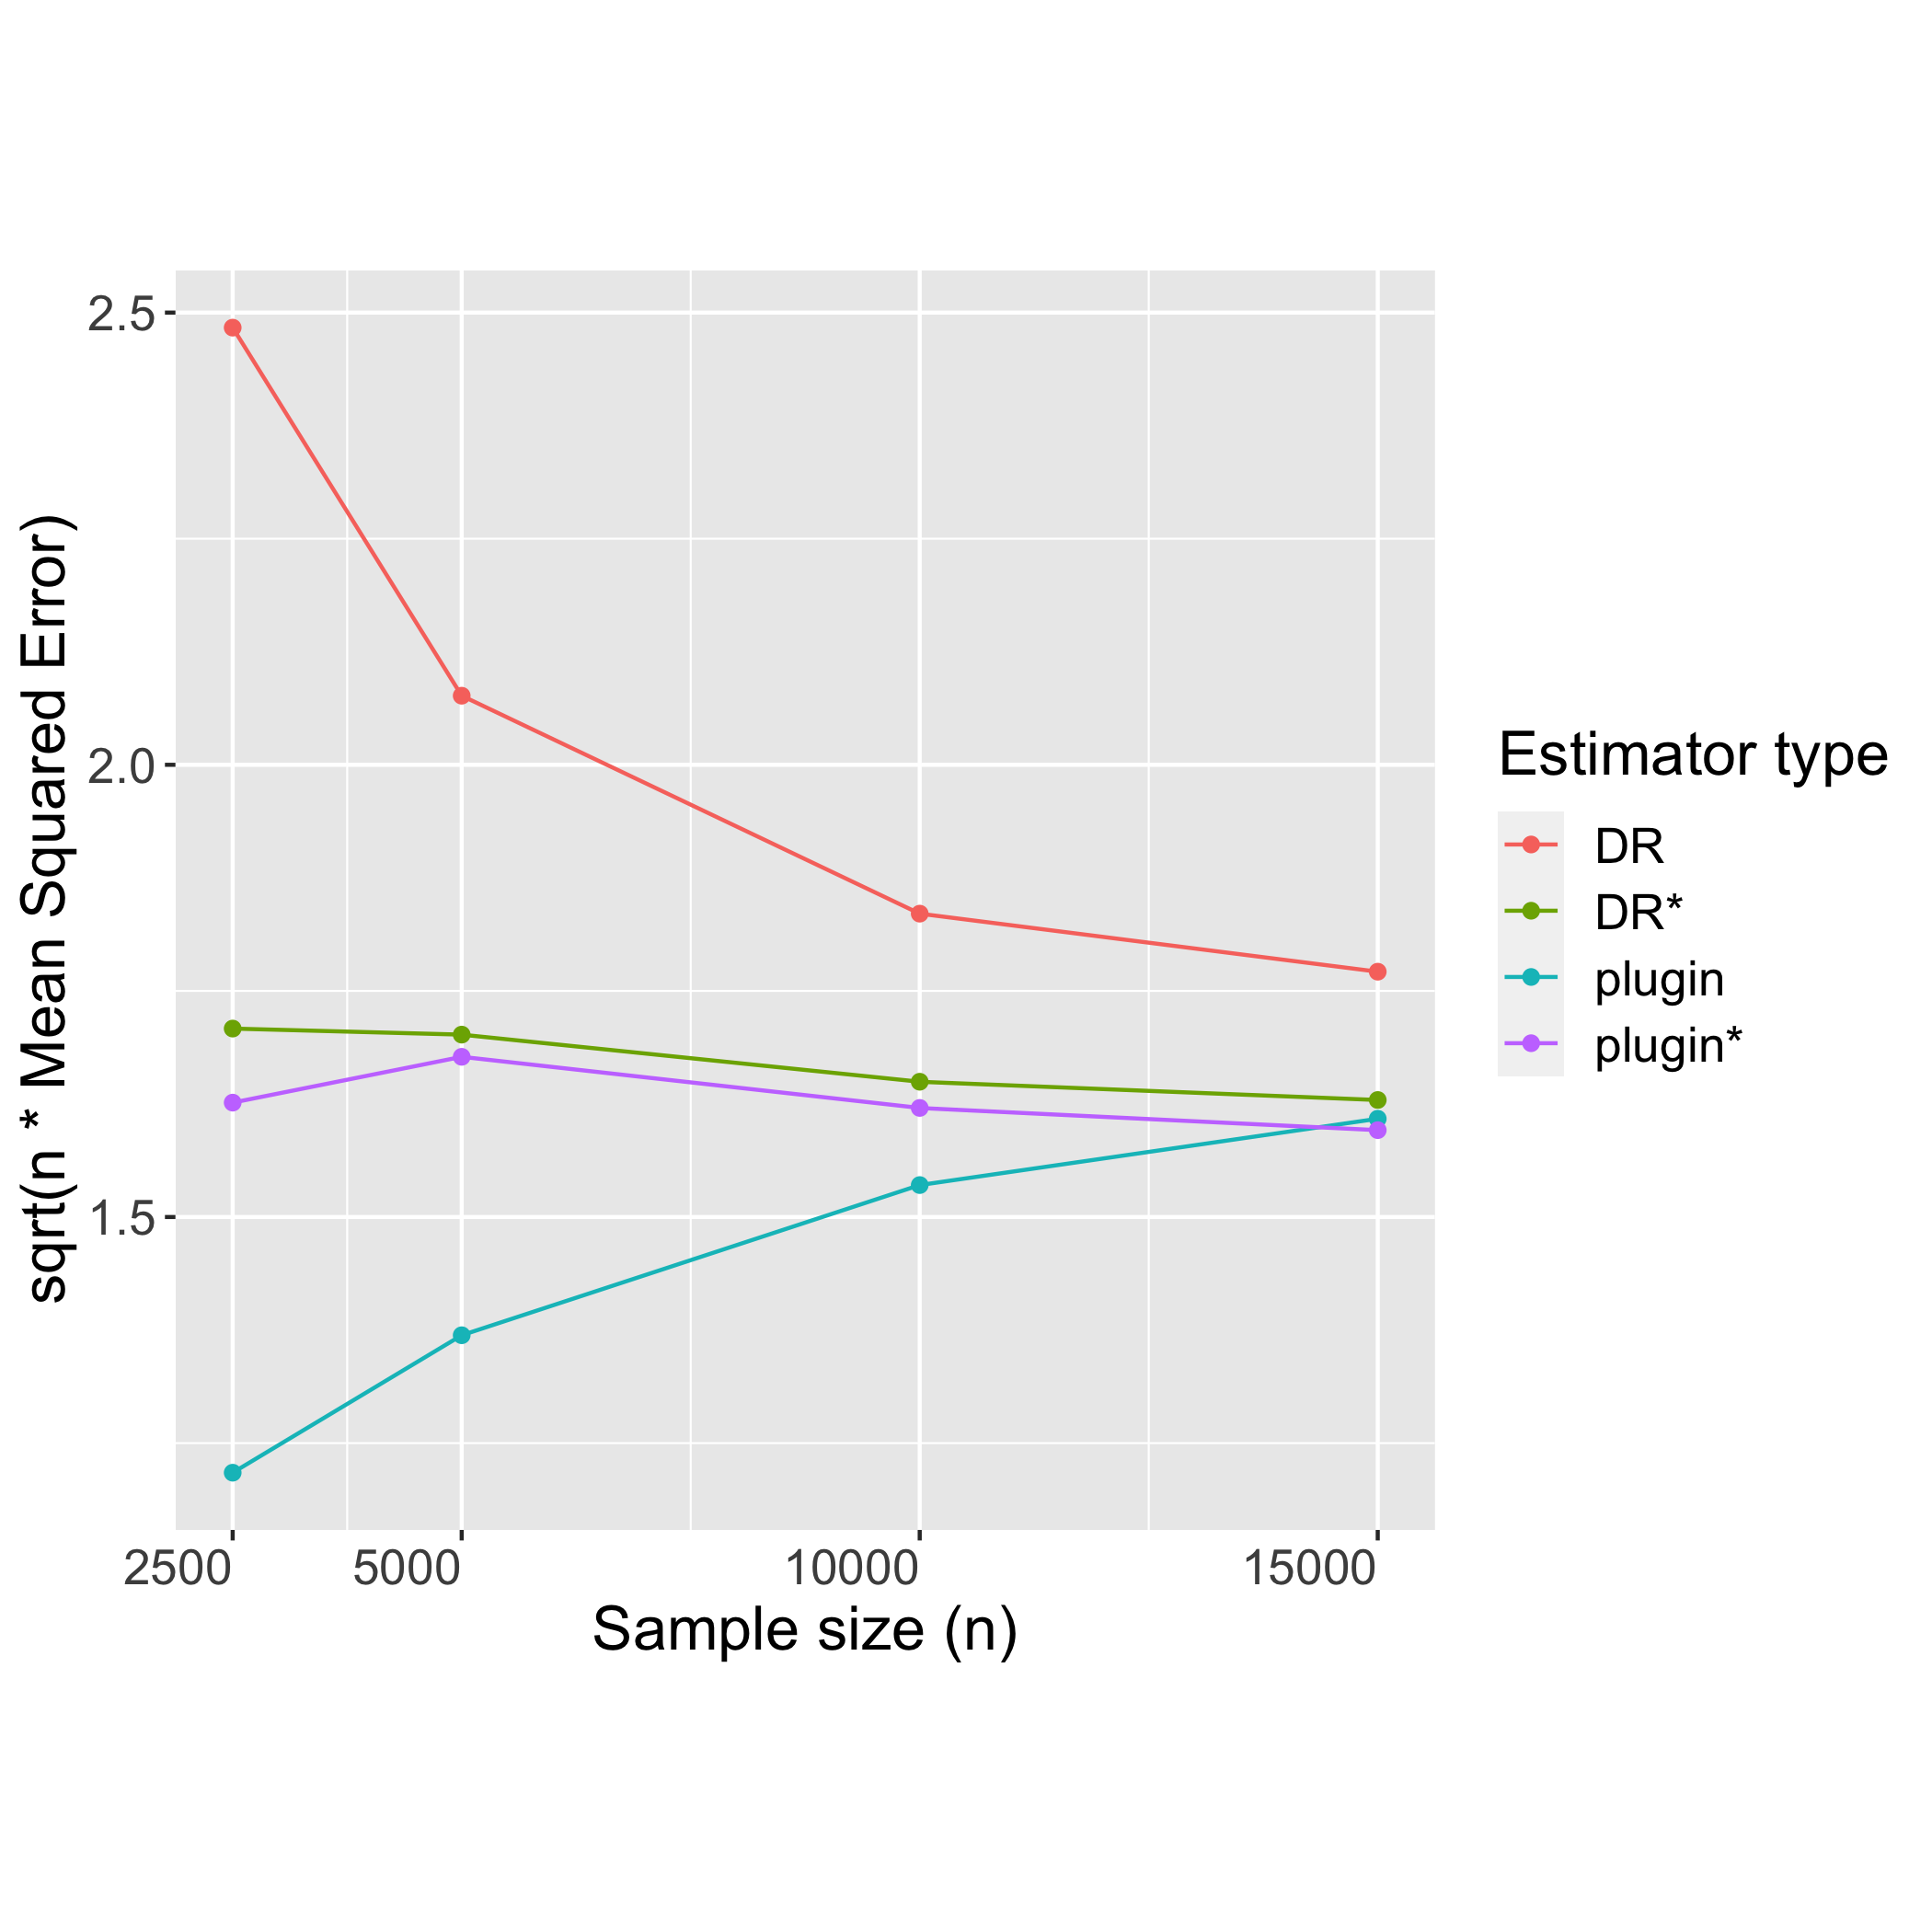 sqrt(n * Mean Squared Error)
2.5
2.0
1.5
2500 5000 10000 15000
Sample size (n)
Estimator type
DR
DR*
plugin
plugin*